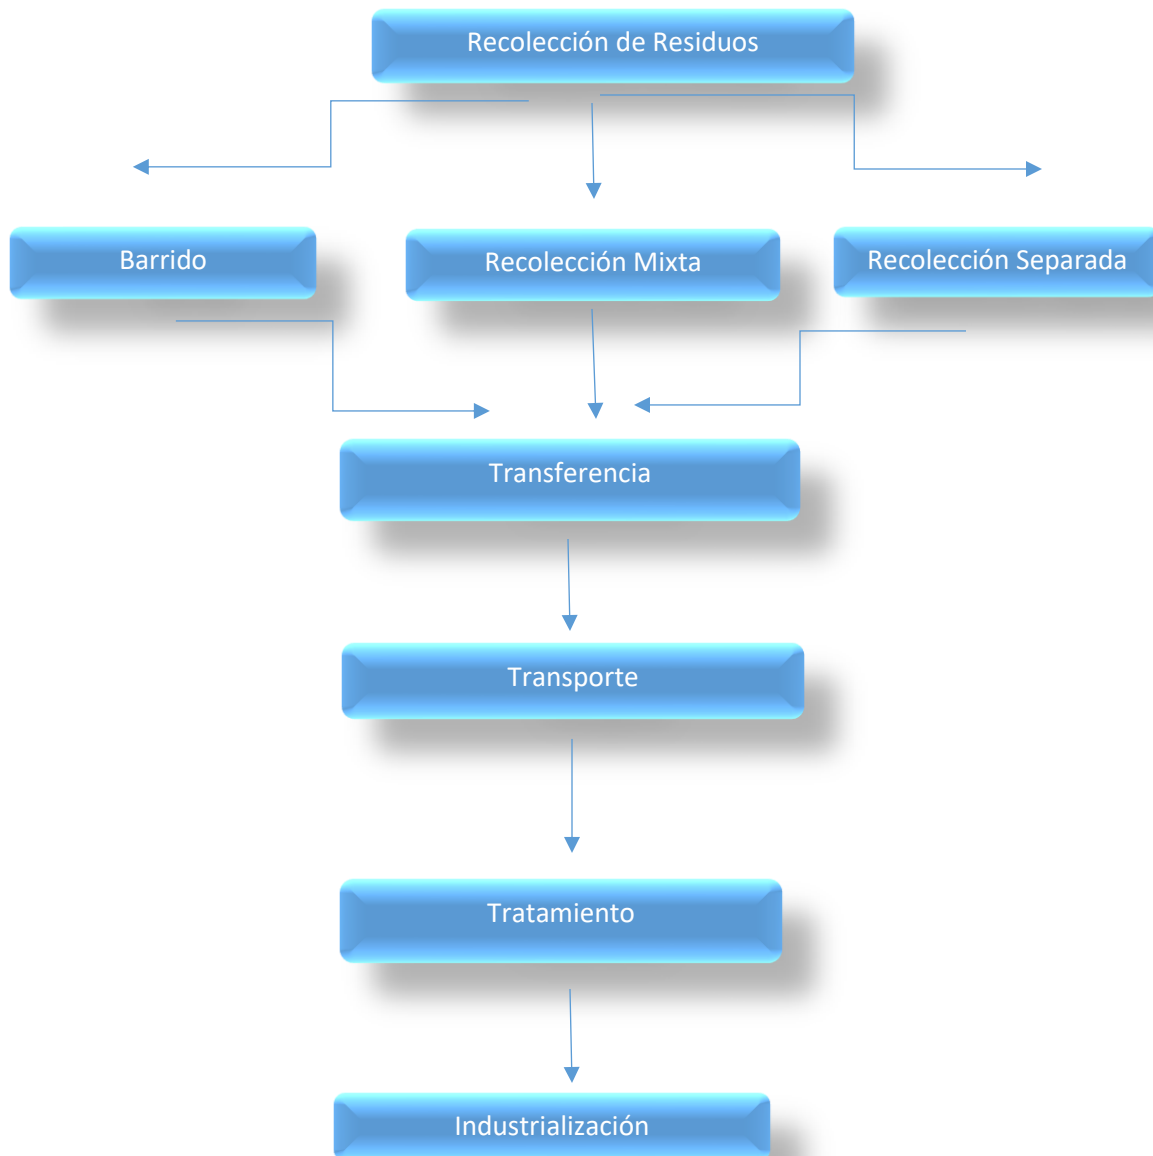 Recolección de Residuos
Barrido
Recolección Mixta
Recolección Separada
Transferencia
Transporte
Tratamiento
Industrialización